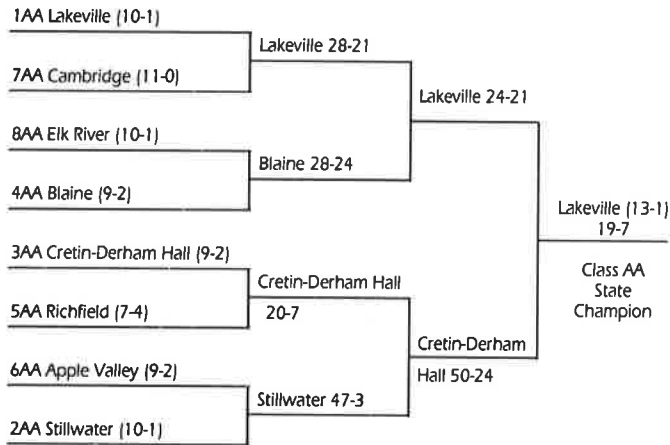 1AA Lakeville (10-1)
Lakeville 28-21
7AA Cambridge (11-0)
Lakeville 24-21
8AA Elk River (10-1)
Blaine 28-24
4AA Blaine (9-2)
Lakeville (13-1)
19-7
3AA Cretin-Derham Hall (9-2)
Cretin-Derham Hall
20-7
5AA Richfield (7-4)
Class AA
State
Champion
Cretin-Derham
Hall 50-24
6AA Apple Valley (9-2)
Stillwater 47-3
2AA Stillwater (10-1)